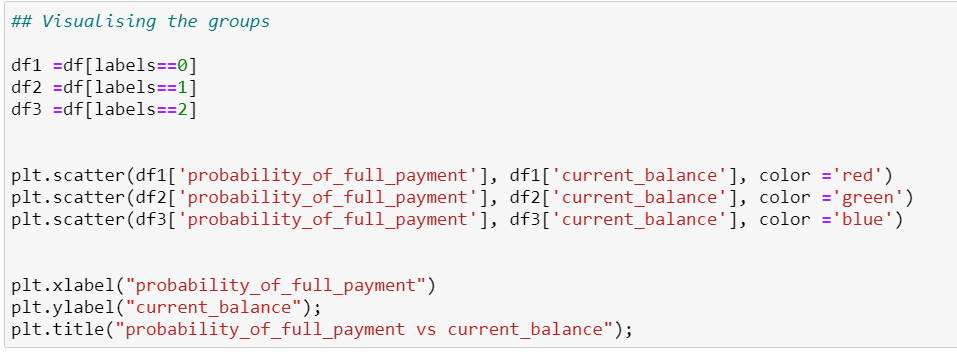 ## Visualising the groups
df1 =df[labels==0]
df2 =df[labels==1]
df3 =df[labels==2]
plt.scatter(df1['probability_of_full_payment'], df1['current_balance'], color ='red')
plt.scatter(df2['probability_of_full_payment'], df2['current_balance'], color ='green')
plt.scatter(df3['probability_of_full_payment'], df3['current_balance'], color ='blue')
plt.xlabel("probability_of_full_payment")
plt.ylabel("current_balance");
plt.title("probability_of_full_payment vs current_balance");